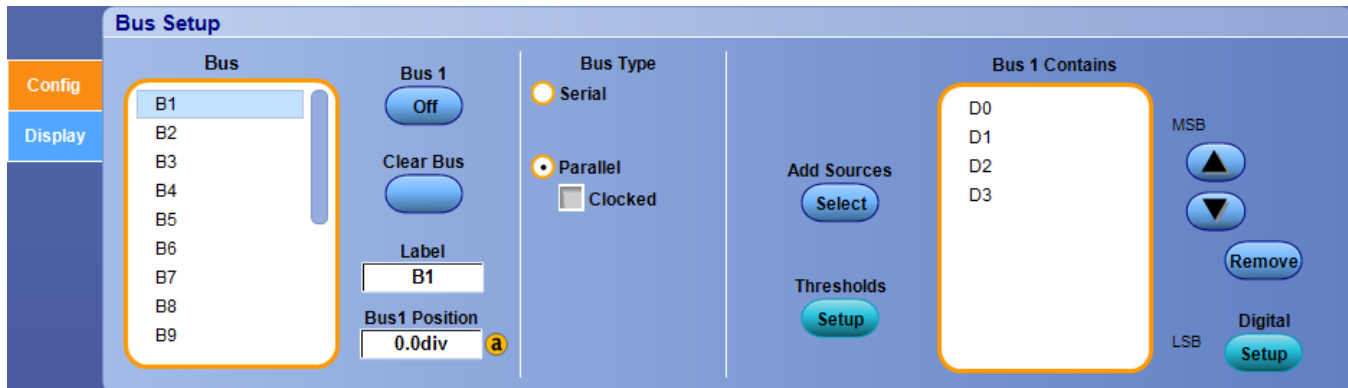 Bus Setup
Config
Display
Bus
B1
B2
B3
B4
B5
B6
B7
B8
B9
Bus 1
Off
Clear Bus
Label
B1
Bus1 Position
0.0div
a
Bus Type
Serial
Parallel
Clocked
Add Sources
Select
Thresholds
Setup
Bus 1 Contains
D0
D1
D2
D3
MSB
Remove
LSB
Digital
Setup